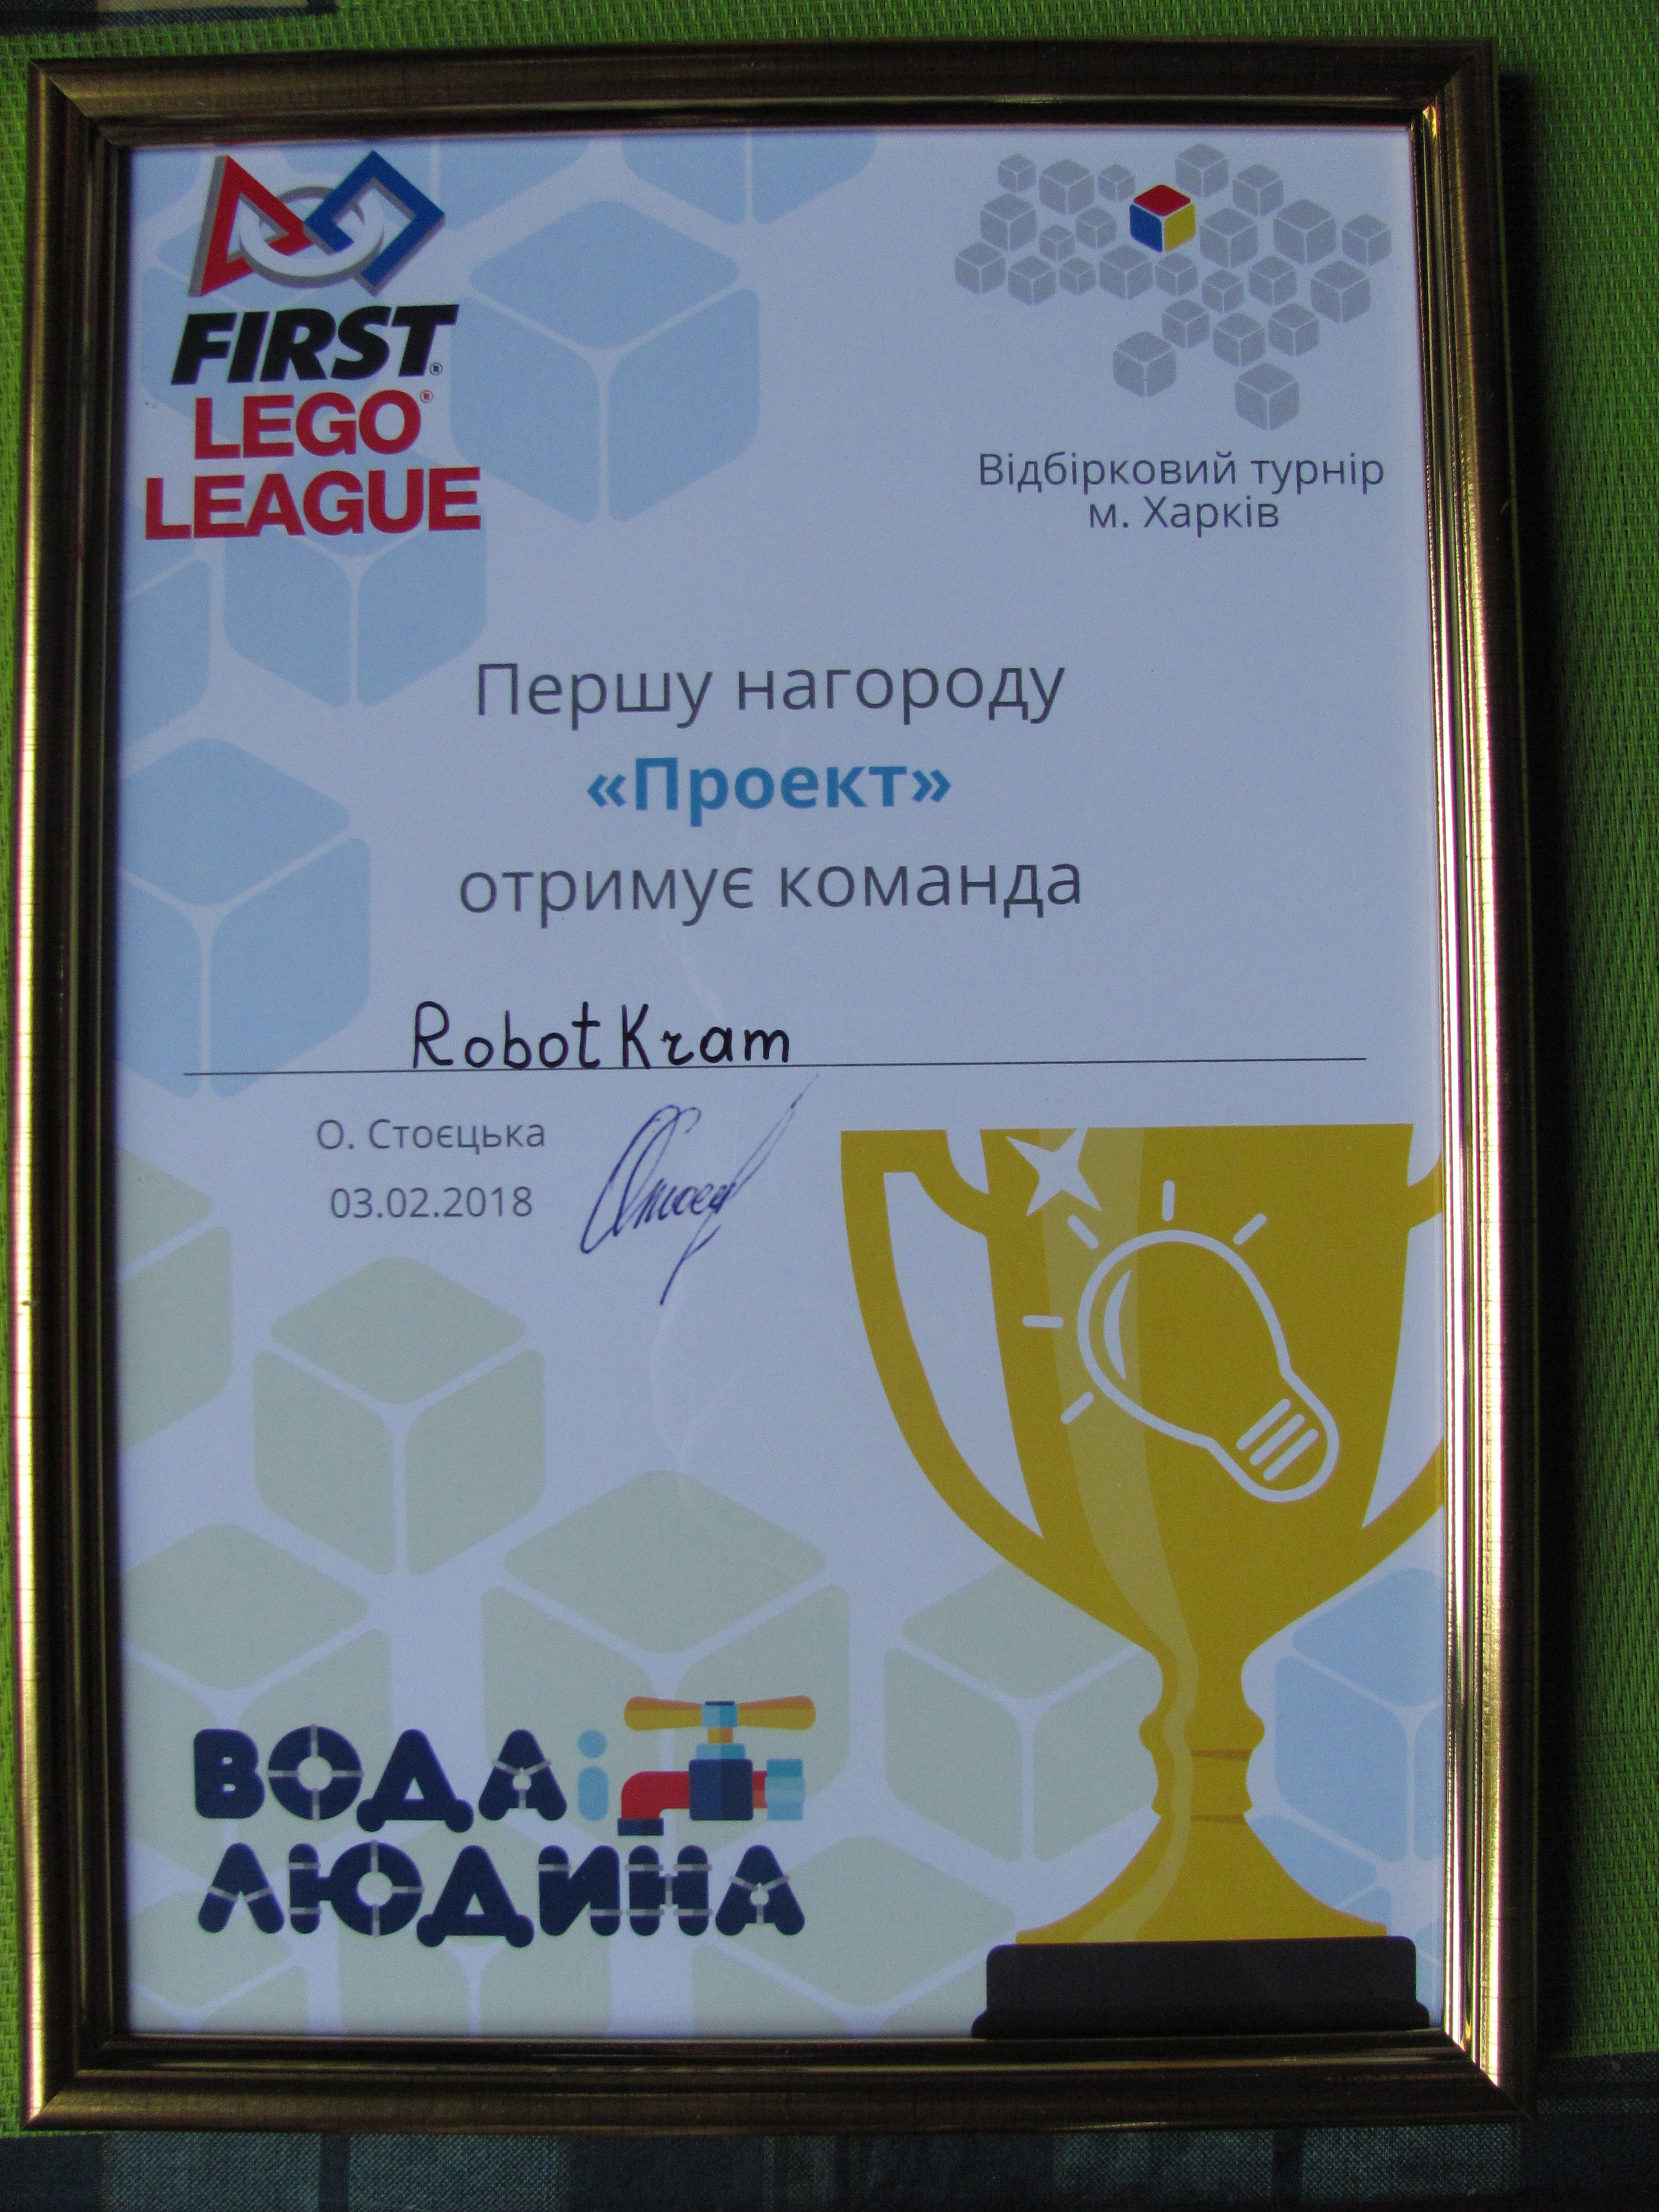 FIRST®
LEGO®
LEAGUE
Відбірковий турнір
м. Харків
Першу нагороду
«Проект»
отримує команда
RobotKram
О. Стоєцька
03.02.2018
ВОДА і
ЛЮДИНА